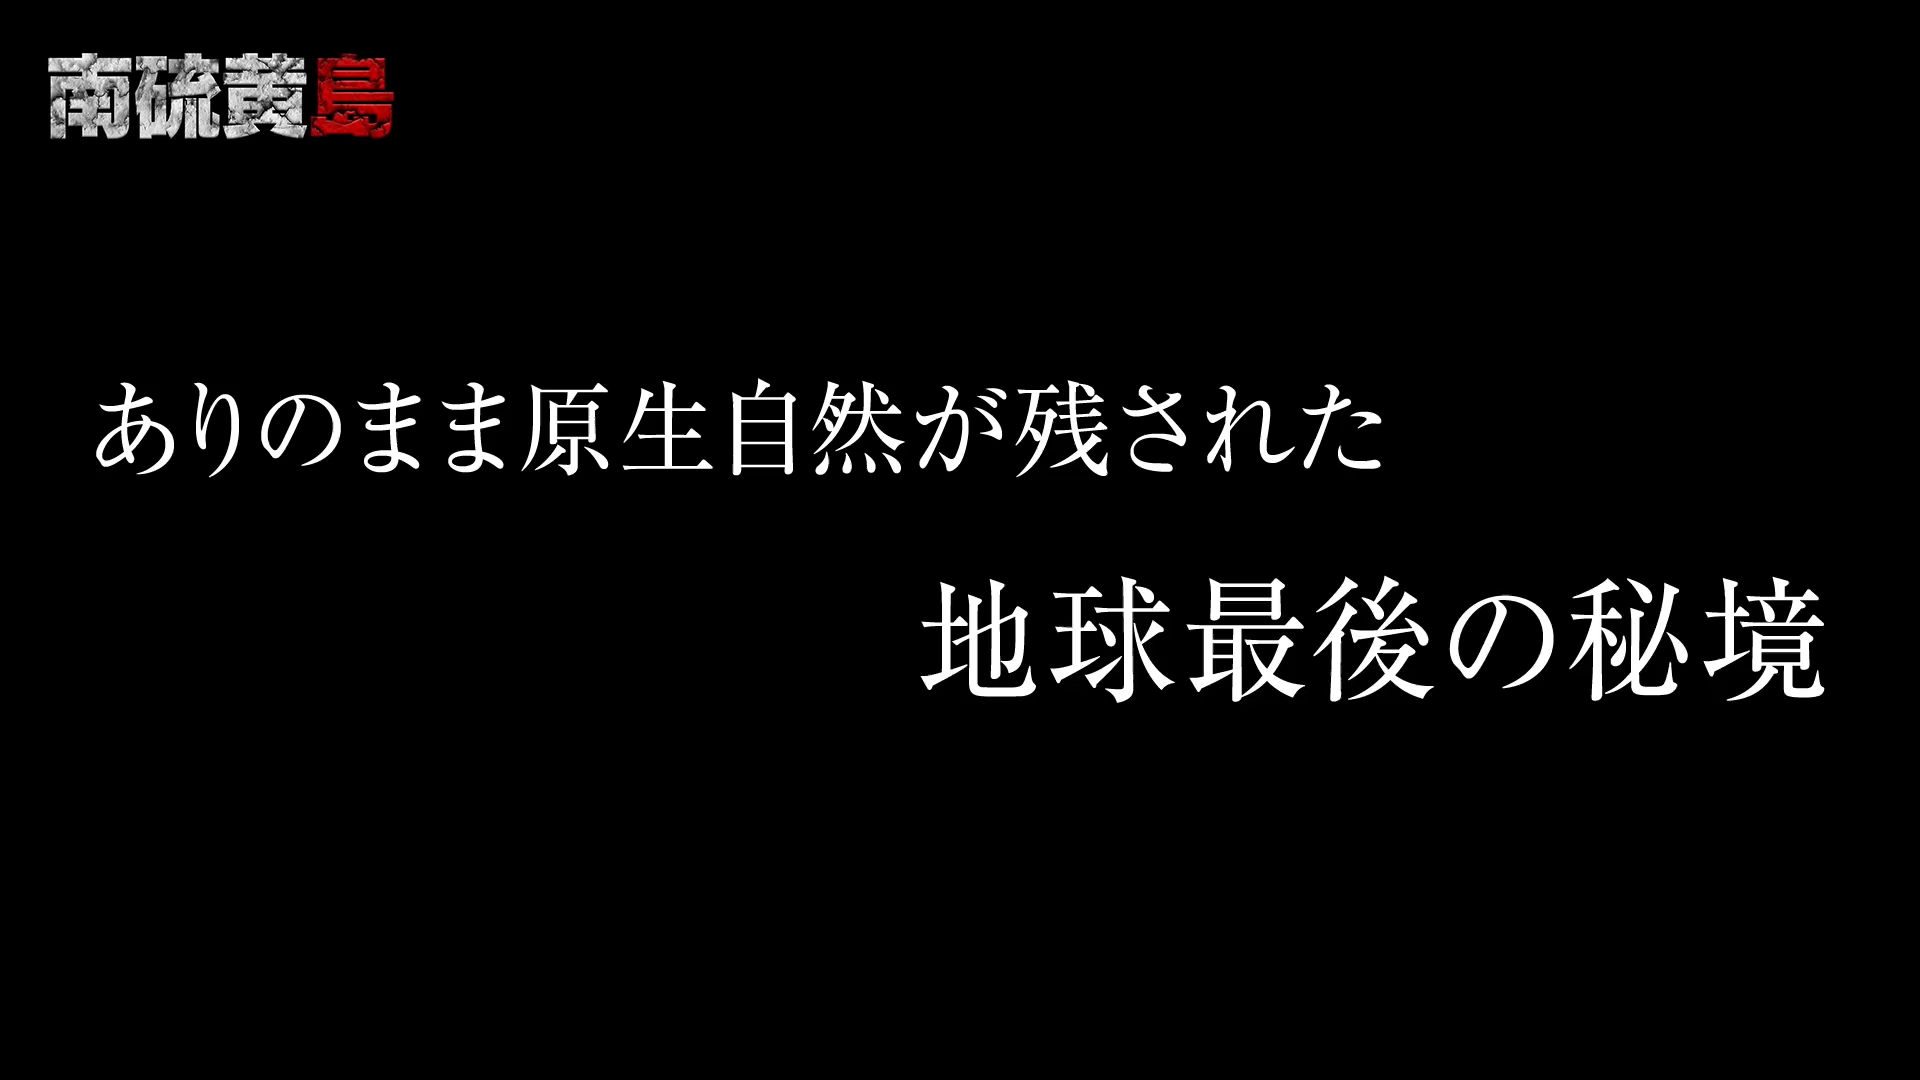 南硫黄島
ありのまま原生自然が残された
地球最後の秘境